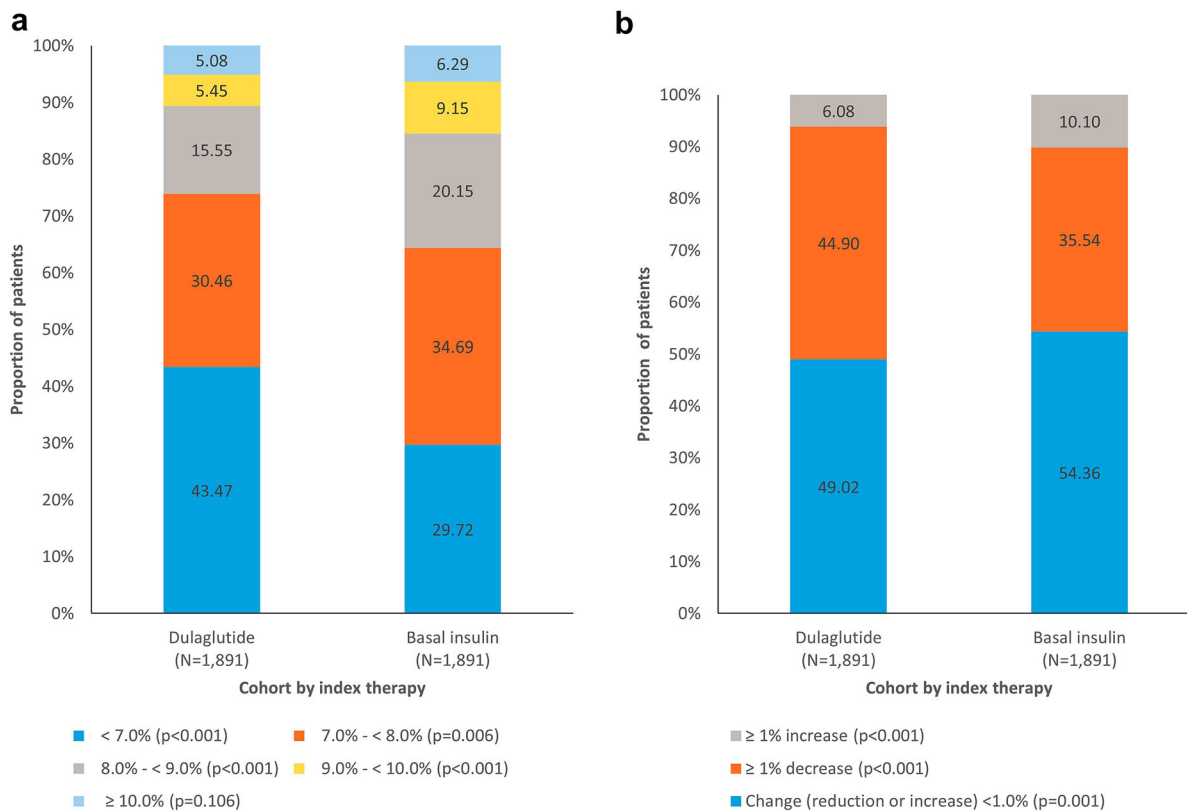 a
100%
90%
80%
70%
60%
50%
40%
30%
20%
10%
0%
Proportion of patients
5.08
5.45
15.55
30.46
43.47
6.29
9.15
20.15
34.69
29.72
Dulaglutide
(N=1,891)
Basal insulin
(N=1,891)
Cohort by index therapy
< 7.0% (p<0.001)
7.0% - < 8.0% (p=0.006)
8.0% - < 9.0% (p<0.001)
9.0% - < 10.0% (p<0.001)
≥ 10.0% (p=0.106)
b
100%
90%
80%
70%
60%
50%
40%
30%
20%
10%
0%
Proportion of patients
6.08
44.90
49.02
10.10
35.54
54.36
Dulaglutide
(N=1,891)
Basal insulin
(N=1,891)
Cohort by index therapy
≥ 1% increase (p<0.001)
≥ 1% decrease (p<0.001)
Change (reduction or increase) <1.0% (p=0.001)